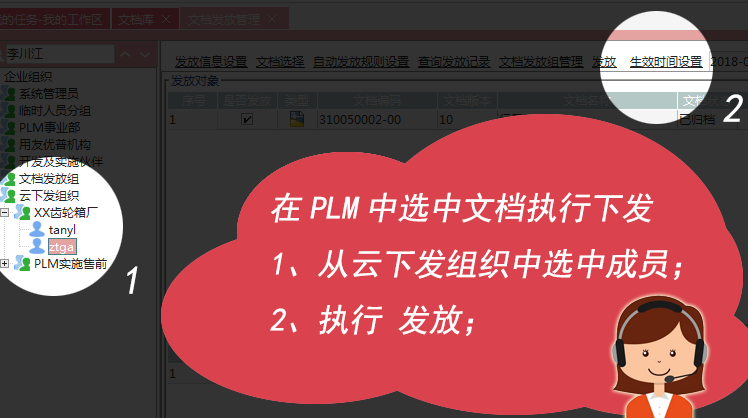 的任务-我的工作区 文档库 文档发放管理
李川江
发放信息设置 文档选择 自动发放规则设置 查询发放记录 文档发放组管理 发放 生效时间设置 2018-0
企业组织
发放对象
系统管理员
序号 是否发放 类型 文档编码 文档版本 文档名 文档
临时人员分组
1 310050002-00 10 已归档
2
PLM事业部
用友优普机构
开发及实施伙伴
文档发放组
云下发组织
XX齿轮箱厂
tanyl
ztga
PLM实施售前
1
在PLM中选中文档执行下发
1、从云下发组织中选中成员；
2、执行 发放；
1